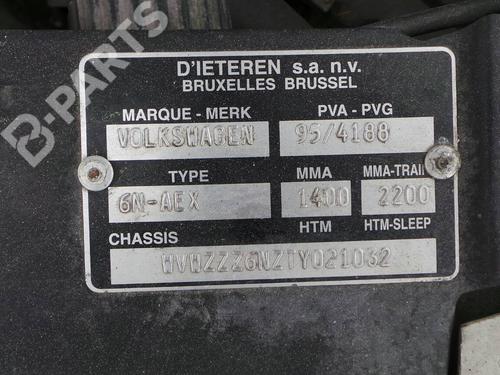 D'IETEREN s.a. n.v.
BRUXELLES BRUSSEL
MARQUE - MERK PVA - PVG
VOLKSWAGEN 95/4188
TYPE MMA MMA-TRAIN
6N-AEX 1400 2200
HTM HTM-SLEEP
CHASSIS
WVWZZZ6NZTY021032
B-PARTS